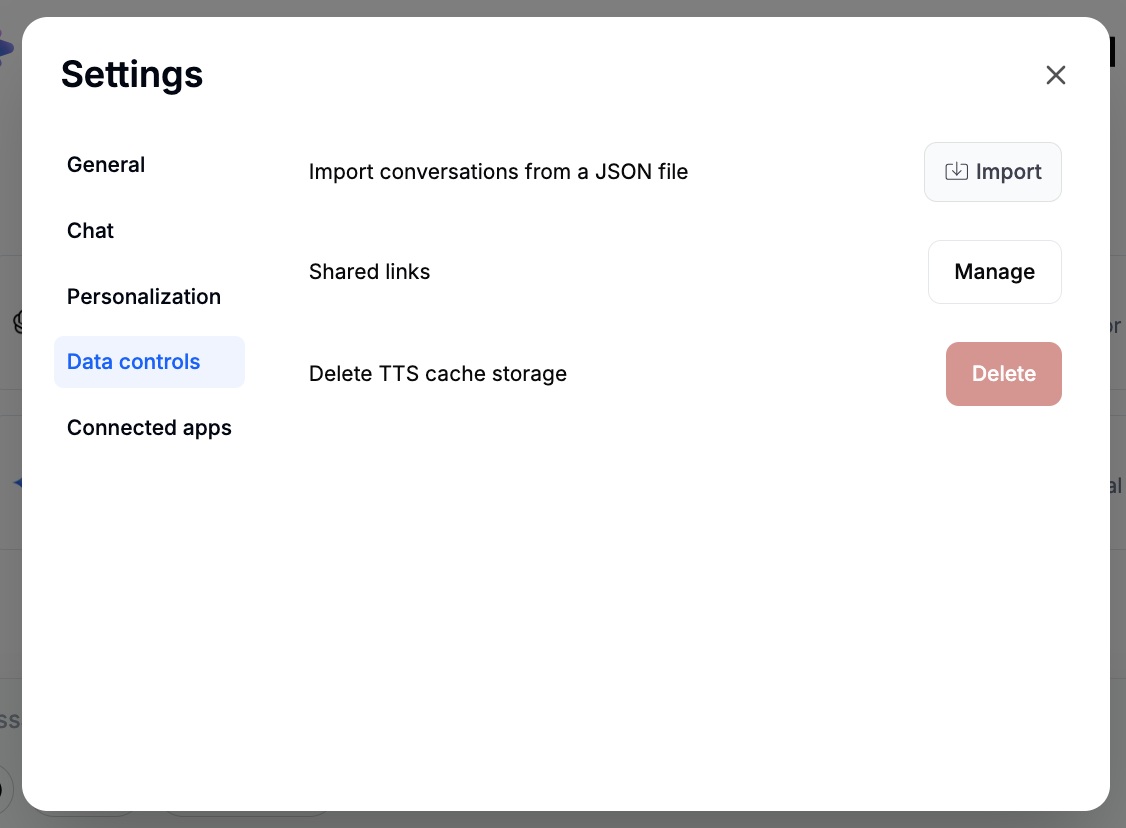 Settings
General
Import conversations from a JSON file
Import
Chat
Shared links
Manage
Personalization
Data controls
Delete TTS cache storage
Delete
Connected apps